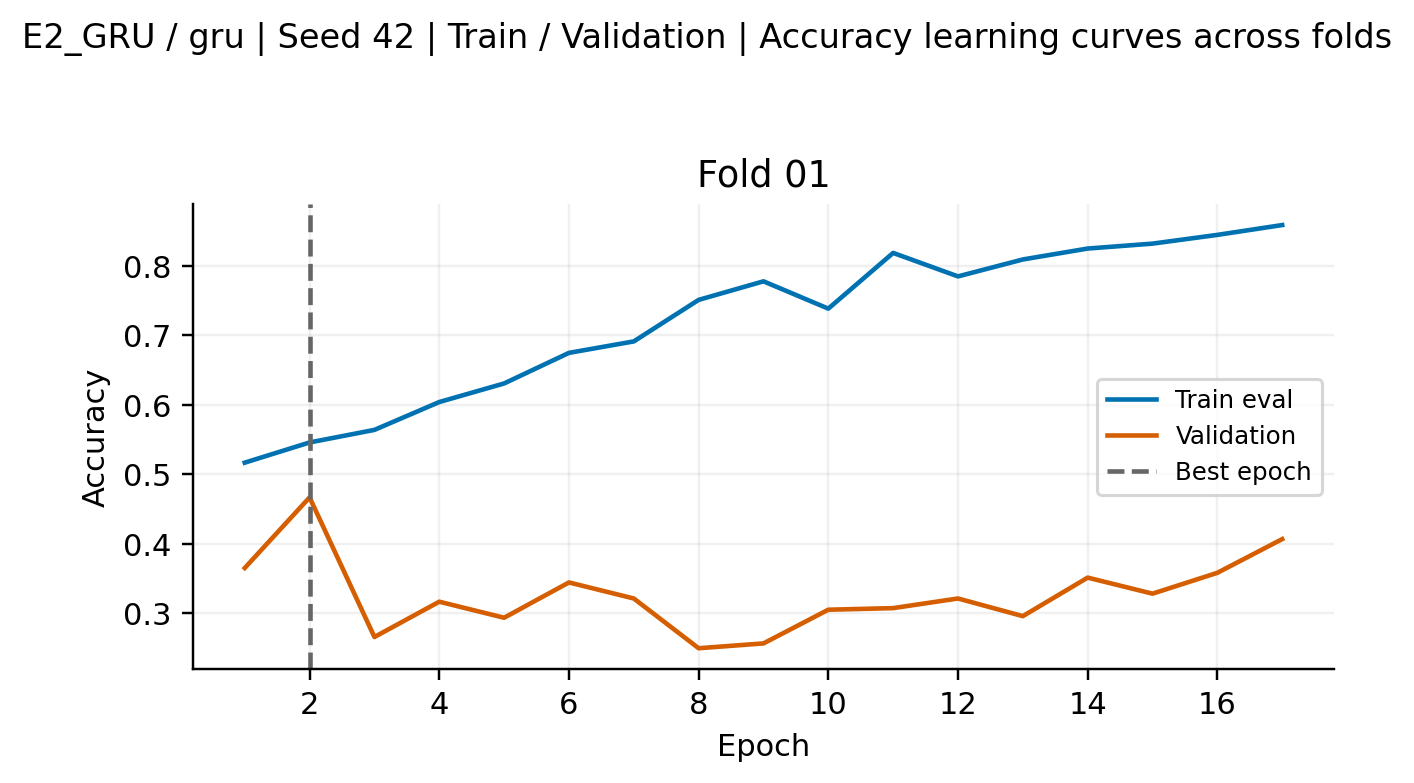 E2_GRU / gru | Seed 42 | Train / Validation | Accuracy learning curves across folds
Fold 01
Accuracy
0.8
0.7
0.6
0.5
0.4
0.3
Train eval
Validation
Best epoch
2 4 6 8 10 12 14 16
Epoch